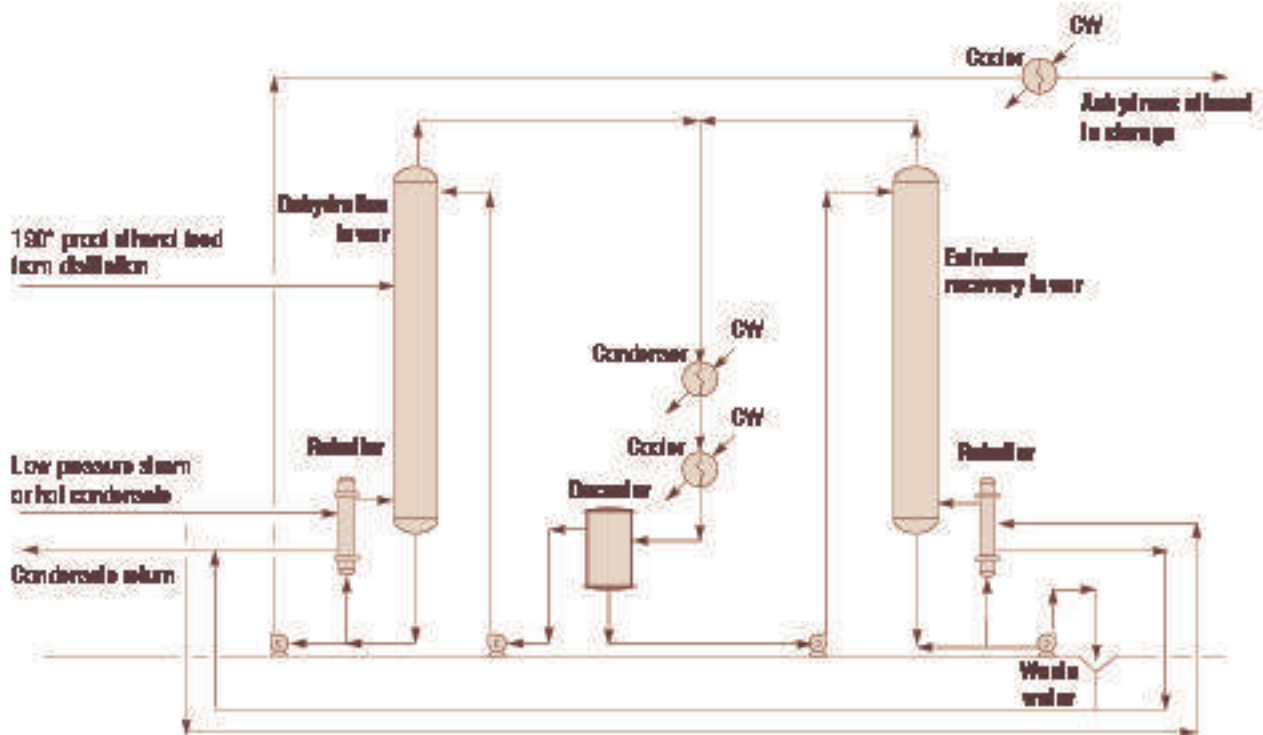 CW
Cooler
Anhydrous ethanol
to storage
Dehydration
tower
190° proof ethanol feed
from distillation
Entrainer
recovery tower
CW
Condenser
CW
Cooler
Reboiler
Reboiler
Low pressure steam
or hot condensate
Decanter
Condensate return
Waste
water